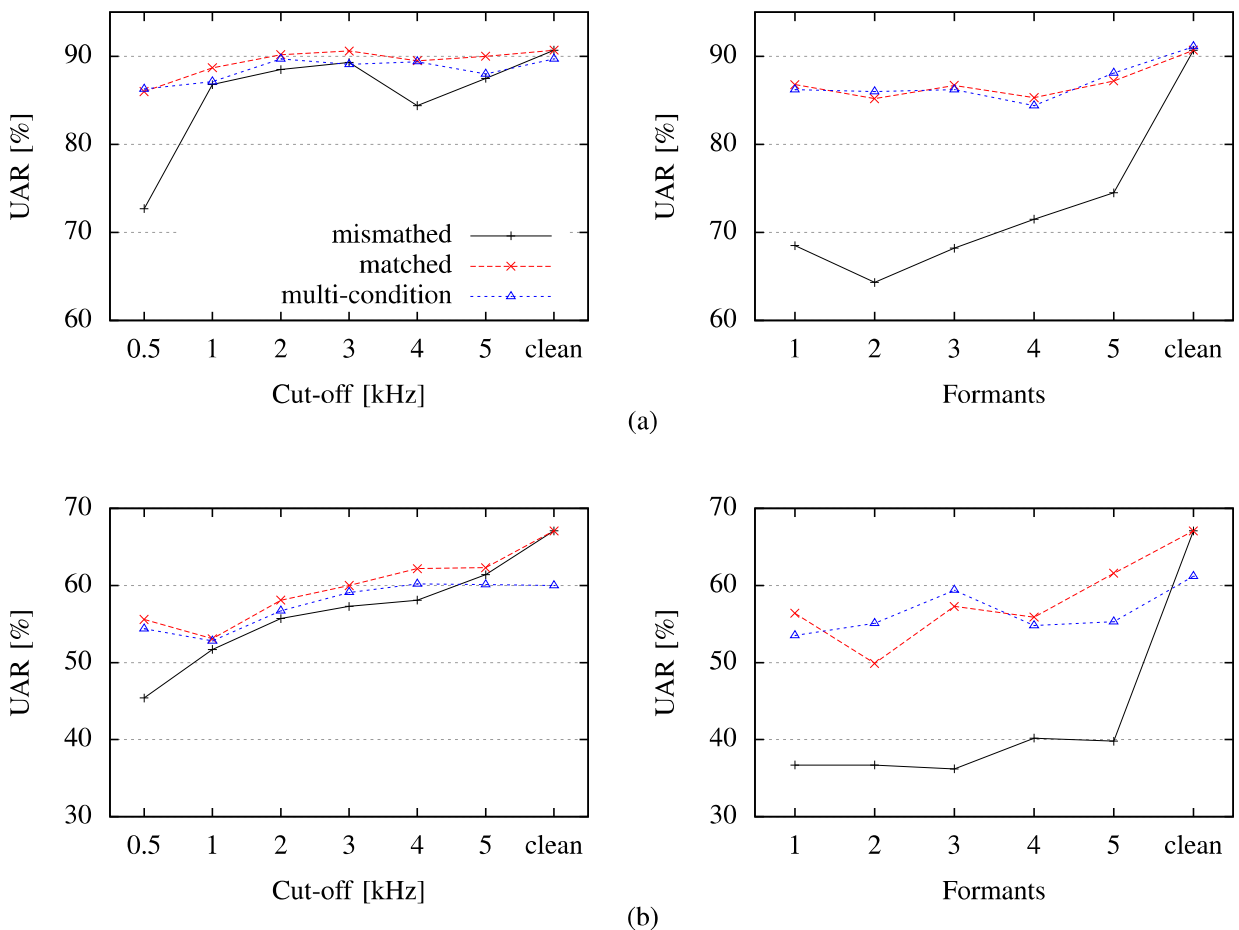 90
80
70
60
UAR [%]
mismathed
matched
multi-condition
0.5 1 2 3 4 5 clean
Cut-off [kHz]
90
80
70
60
UAR [%]
1 2 3 4 5 clean
Formants
(a)
70
60
50
40
30
UAR [%]
0.5 1 2 3 4 5 clean
Cut-off [kHz]
70
60
50
40
30
UAR [%]
1 2 3 4 5 clean
Formants
(b)